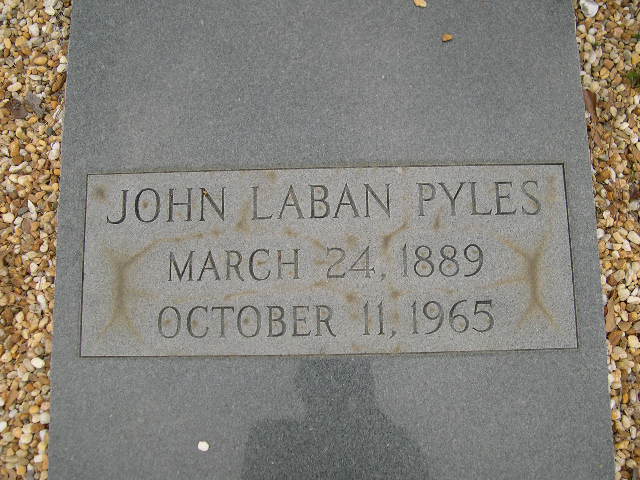 JOHN LABAN PYLES
MARCH 24, 1889
OCTOBER 11, 1965